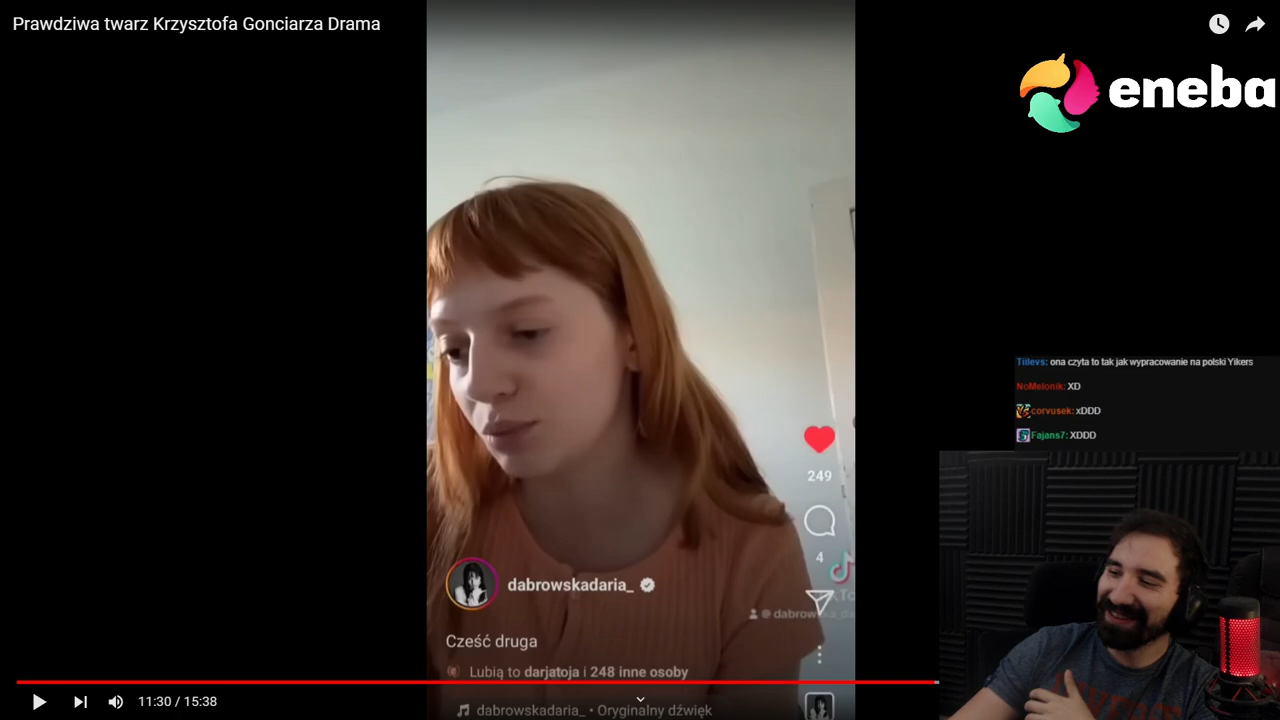 Prawdziwa twarz Krzysztofa Gonciarza Drama
eneba
Tiilevs: ona czyta to tak jak wypracowanie na polski Yikers
NoMelonik: XD
corvusek: xDDD
Fajans7: XDDD
249
4
dabrowskadaria_
Cześć druga
Lubią to darjatoja i 248 inne osoby
dabrowskadaria_ • Oryginalny dźwięk
11:30 / 15:38